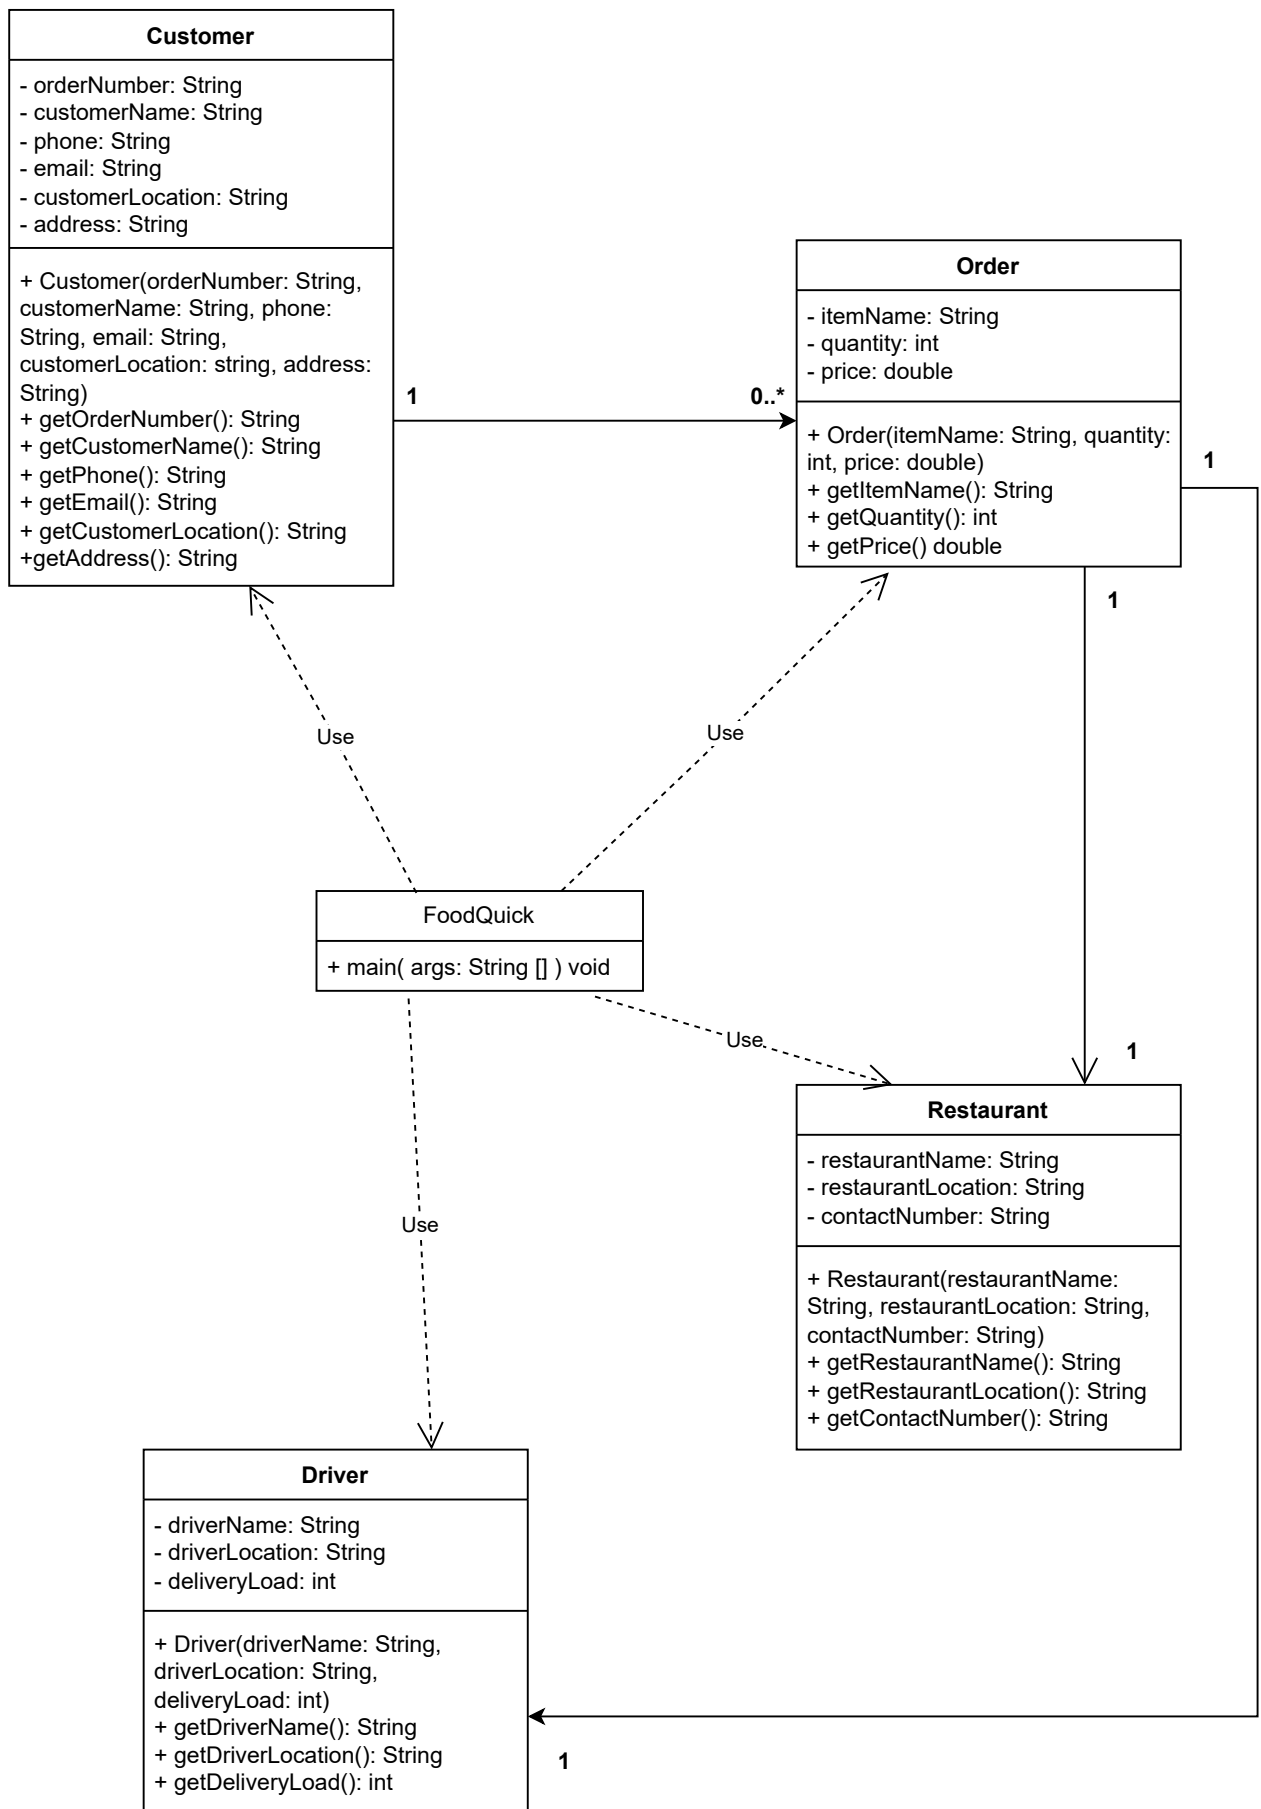 Customer
- orderNumber: String
- customerName: String
- phone: String
- email: String
- customerLocation: String
- address: String
+ Customer(orderNumber: String,
customerName: String, phone:
String, email: String,
customerLocation: string, address:
String)
+ getOrderNumber(): String
+ getCustomerName(): String
+ getPhone(): String
+ getEmail(): String
+ getCustomerLocation(): String
+getAddress(): String
1
0..*
Order
- itemName: String
- quantity: int
- price: double
+ Order(itemName: String, quantity:
int, price: double)
+ getItemName(): String
+ getQuantity(): int
+ getPrice() double
1
1
Use
Use
FoodQuick
+ main( args: String [] ) void
Use
Use
1
Restaurant
- restaurantName: String
- restaurantLocation: String
- contactNumber: String
+ Restaurant(restaurantName:
String, restaurantLocation: String,
contactNumber: String)
+ getRestaurantName(): String
+ getRestaurantLocation(): String
+ getContactNumber(): String
Driver
- driverName: String
- driverLocation: String
- deliveryLoad: int
+ Driver(driverName: String,
driverLocation: String,
deliveryLoad: int)
+ getDriverName(): String
+ getDriverLocation(): String
+ getDeliveryLoad(): int
1